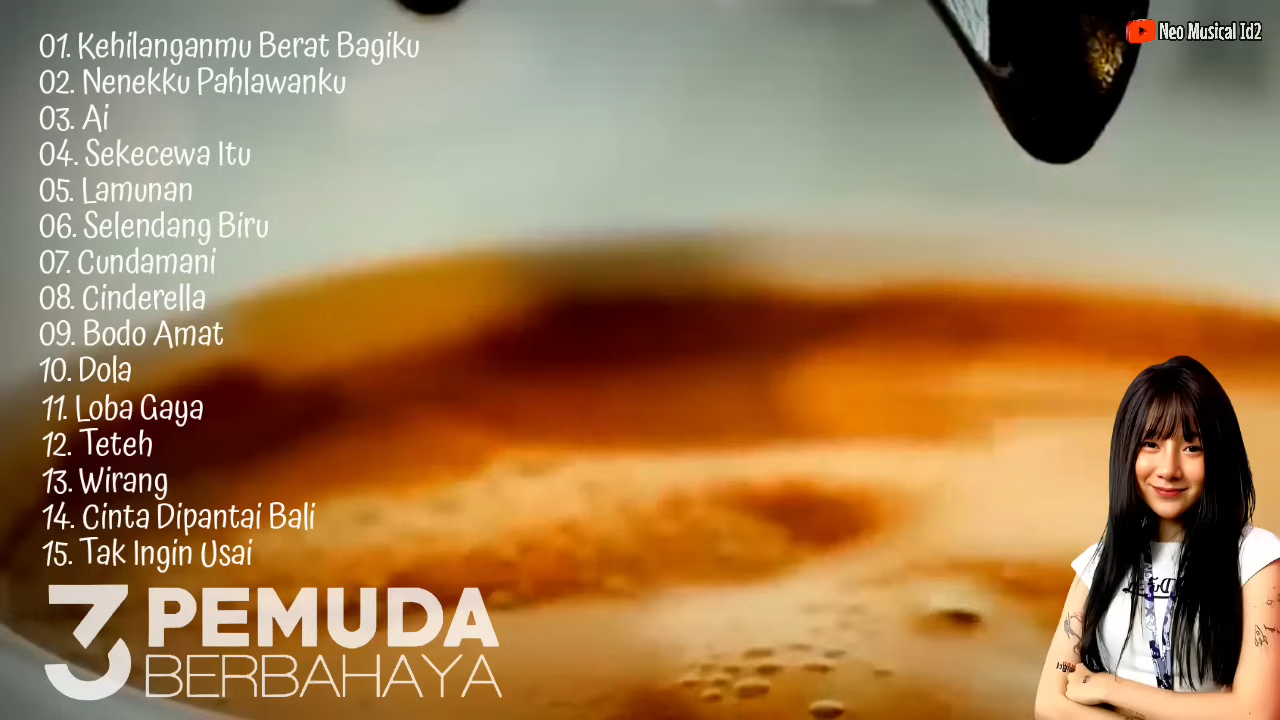 01. Kehilanganmu Berat Bagiku
02. Nenekku Pahlawanku
03. Ai
04. Sekecewa Itu
05. Lamunan
06. Selendang Biru
07. Cundamani
08. Cinderella
09. Bodo Amat
10. Dola
11. Loba Gaya
12. Teteh
13. Wirang
14. Cinta Dipantai Bali
15. Tak Ingin Usai
3 PEMUDA
BERBAHAYA
Neo Musical Id2